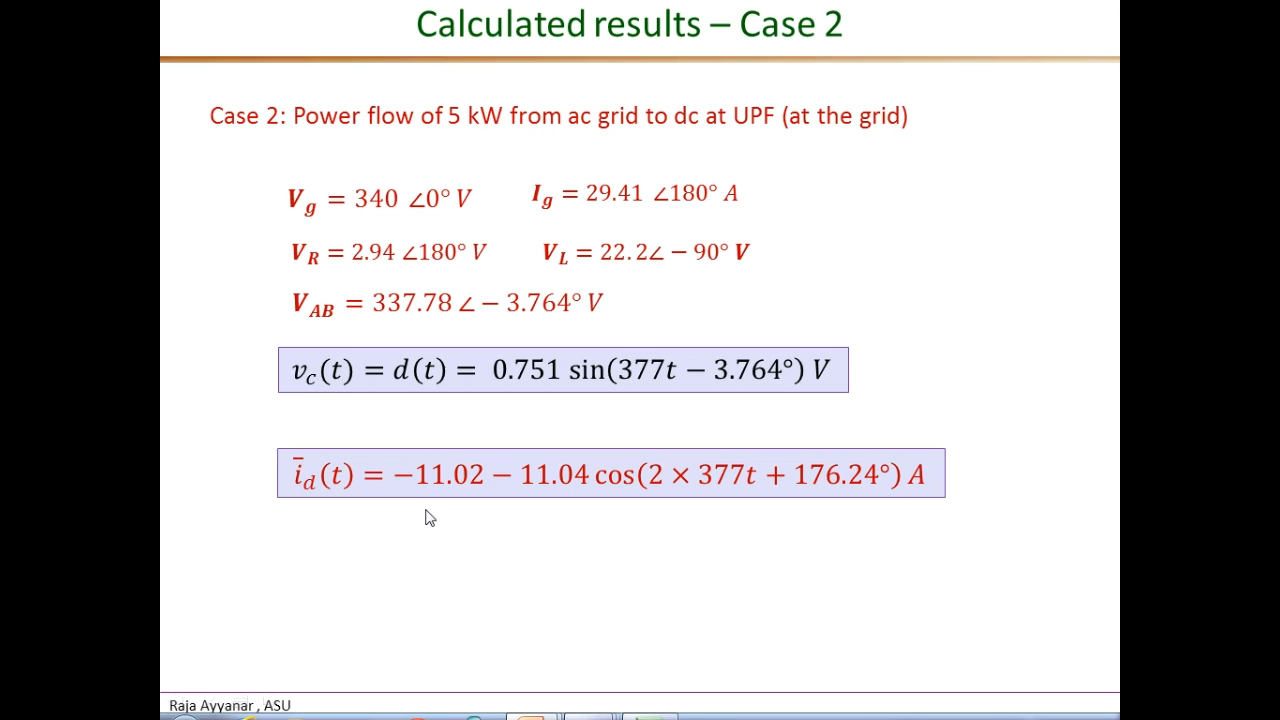 Calculated results – Case 2
Case 2: Power flow of 5 kW from ac grid to dc at UPF (at the grid)
V_g = 340 ∠0° V I_g = 29.41 ∠180° A
V_R = 2.94 ∠180° V V_L = 22.2∠ − 90° V
V_AB = 337.78 ∠ − 3.764° V
v_c(t) = d(t) = 0.751 sin(377t − 3.764°) V
i̅_d(t) = −11.02 − 11.04 cos(2 × 377t + 176.24°) A
Raja Ayyanar , ASU